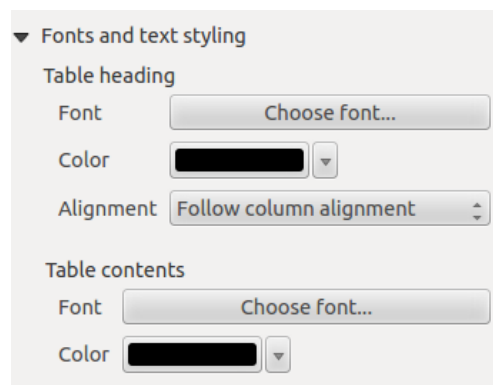 Fonts and text styling
Table heading
Font Choose font...
Color
Alignment Follow column alignment
Table contents
Font Choose font...
Color